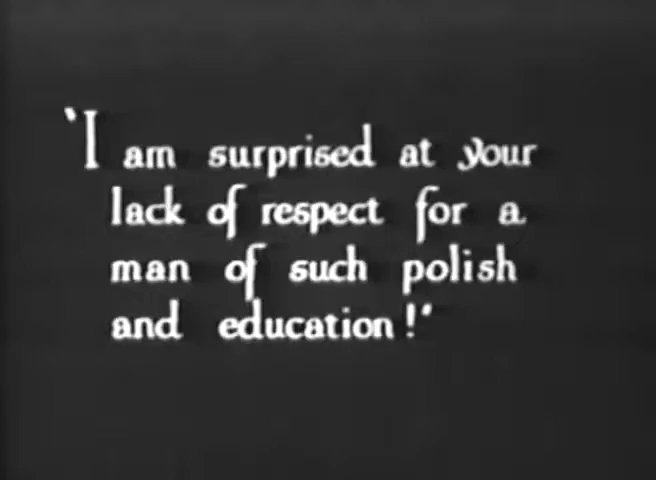 'I am surprised at your
lack of respect for a
man of such polish
and education!'